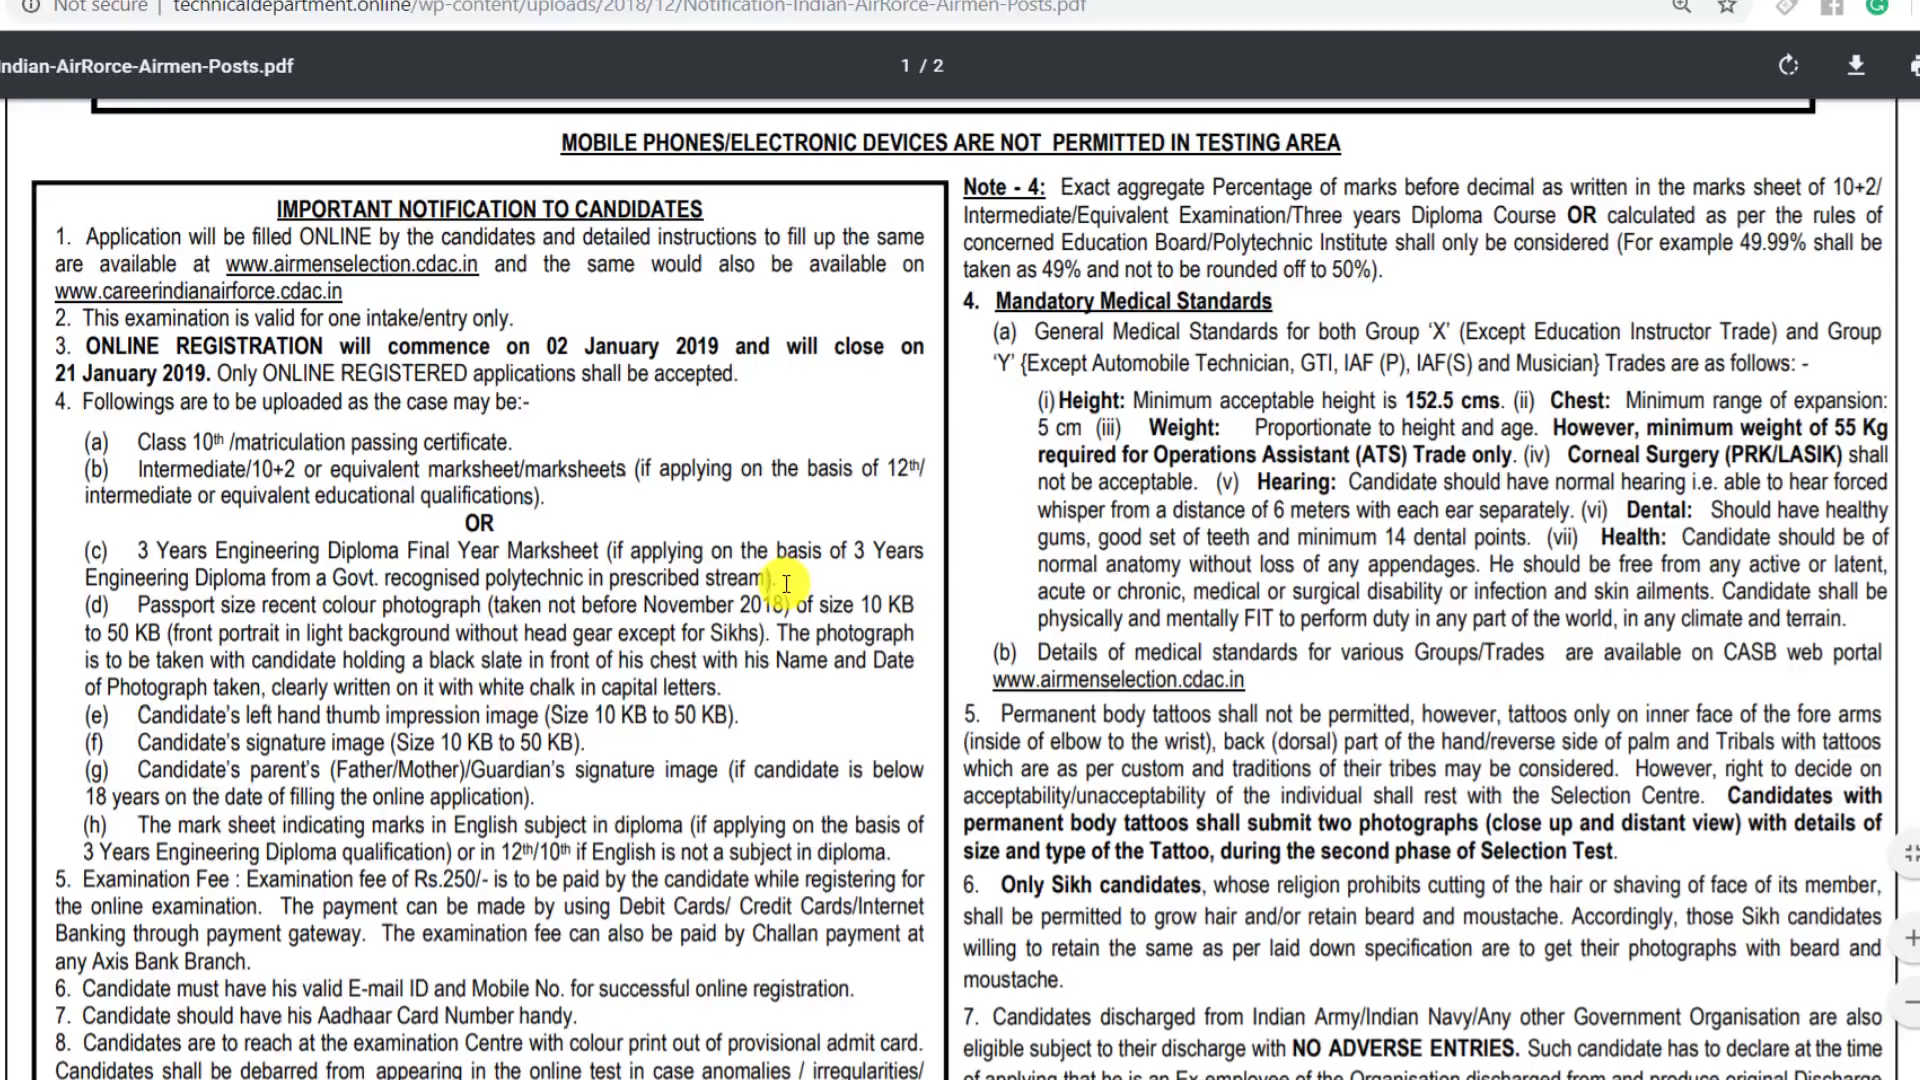 Not secure | technicaldepartment.online/wp-content/uploads/2018/12/Notification-Indian-AirRorce-Airmen-Posts.pdf
Indian-AirRorce-Airmen-Posts.pdf
1 / 2
MOBILE PHONES/ELECTRONIC DEVICES ARE NOT PERMITTED IN TESTING AREA
IMPORTANT NOTIFICATION TO CANDIDATES
1. Application will be filled ONLINE by the candidates and detailed instructions to fill up the same
are available at www.airmenselection.cdac.in and the same would also be available on
www.careerindianairforce.cdac.in
2. This examination is valid for one intake/entry only.
3. ONLINE REGISTRATION will commence on 02 January 2019 and will close on
21 January 2019. Only ONLINE REGISTERED applications shall be accepted.
4. Followings are to be uploaded as the case may be:-
(a) Class 10th /matriculation passing certificate.
(b) Intermediate/10+2 or equivalent marksheet/marksheets (if applying on the basis of 12th/
intermediate or equivalent educational qualifications).
OR
(c) 3 Years Engineering Diploma Final Year Marksheet (if applying on the basis of 3 Years
Engineering Diploma from a Govt. recognised polytechnic in prescribed stream).
(d) Passport size recent colour photograph (taken not before November 2018) of size 10 KB
to 50 KB (front portrait in light background without head gear except for Sikhs). The photograph
is to be taken with candidate holding a black slate in front of his chest with his Name and Date
of Photograph taken, clearly written on it with white chalk in capital letters.
(e) Candidate's left hand thumb impression image (Size 10 KB to 50 KB).
(f) Candidate's signature image (Size 10 KB to 50 KB).
(g) Candidate's parent's (Father/Mother)/Guardian's signature image (if candidate is below
18 years on the date of filling the online application).
(h) The mark sheet indicating marks in English subject in diploma (if applying on the basis of
3 Years Engineering Diploma qualification) or in 12th/10th if English is not a subject in diploma.
5. Examination Fee : Examination fee of Rs.250/- is to be paid by the candidate while registering for
the online examination. The payment can be made by using Debit Cards/ Credit Cards/Internet
Banking through payment gateway. The examination fee can also be paid by Challan payment at
any Axis Bank Branch.
6. Candidate must have his valid E-mail ID and Mobile No. for successful online registration.
7. Candidate should have his Aadhaar Card Number handy.
8. Candidates are to reach at the examination Centre with colour print out of provisional admit card.
Candidates shall be debarred from appearing in the online test in case anomalies / irregularities/
Note - 4: Exact aggregate Percentage of marks before decimal as written in the marks sheet of 10+2/
Intermediate/Equivalent Examination/Three years Diploma Course OR calculated as per the rules of
concerned Education Board/Polytechnic Institute shall only be considered (For example 49.99% shall be
taken as 49% and not to be rounded off to 50%).
4. Mandatory Medical Standards
(a) General Medical Standards for both Group 'X' (Except Education Instructor Trade) and Group
'Y' {Except Automobile Technician, GTI, IAF (P), IAF(S) and Musician} Trades are as follows: -
(i) Height: Minimum acceptable height is 152.5 cms. (ii) Chest: Minimum range of expansion:
5 cm (iii) Weight: Proportionate to height and age. However, minimum weight of 55 Kg
required for Operations Assistant (ATS) Trade only. (iv) Corneal Surgery (PRK/LASIK) shall
not be acceptable. (v) Hearing: Candidate should have normal hearing i.e. able to hear forced
whisper from a distance of 6 meters with each ear separately. (vi) Dental: Should have healthy
gums, good set of teeth and minimum 14 dental points. (vii) Health: Candidate should be of
normal anatomy without loss of any appendages. He should be free from any active or latent,
acute or chronic, medical or surgical disability or infection and skin ailments. Candidate shall be
physically and mentally FIT to perform duty in any part of the world, in any climate and terrain.
(b) Details of medical standards for various Groups/Trades are available on CASB web portal
www.airmenselection.cdac.in
5. Permanent body tattoos shall not be permitted, however, tattoos only on inner face of the fore arms
(inside of elbow to the wrist), back (dorsal) part of the hand/reverse side of palm and Tribals with tattoos
which are as per custom and traditions of their tribes may be considered. However, right to decide on
acceptability/unacceptability of the individual shall rest with the Selection Centre. Candidates with
permanent body tattoos shall submit two photographs (close up and distant view) with details of
size and type of the Tattoo, during the second phase of Selection Test.
6. Only Sikh candidates, whose religion prohibits cutting of the hair or shaving of face of its member,
shall be permitted to grow hair and/or retain beard and moustache. Accordingly, those Sikh candidates
willing to retain the same as per laid down specification are to get their photographs with beard and
moustache.
7. Candidates discharged from Indian Army/Indian Navy/Any other Government Organisation are also
eligible subject to their discharge with NO ADVERSE ENTRIES. Such candidate has to declare at the time
of applying that he is an Ex employee of the Organisation discharged from and produce original Discharge